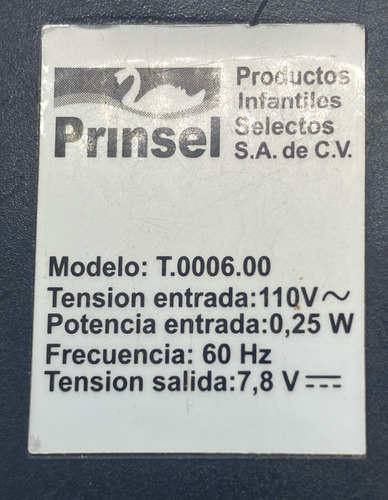 Prinsel
Productos
Infantiles
Selectos
S.A. de C.V.
Modelo: T.0006.00
Tension entrada:110V～
Potencia entrada:0,25 W
Frecuencia: 60 Hz
Tension salida:7,8 V⎓